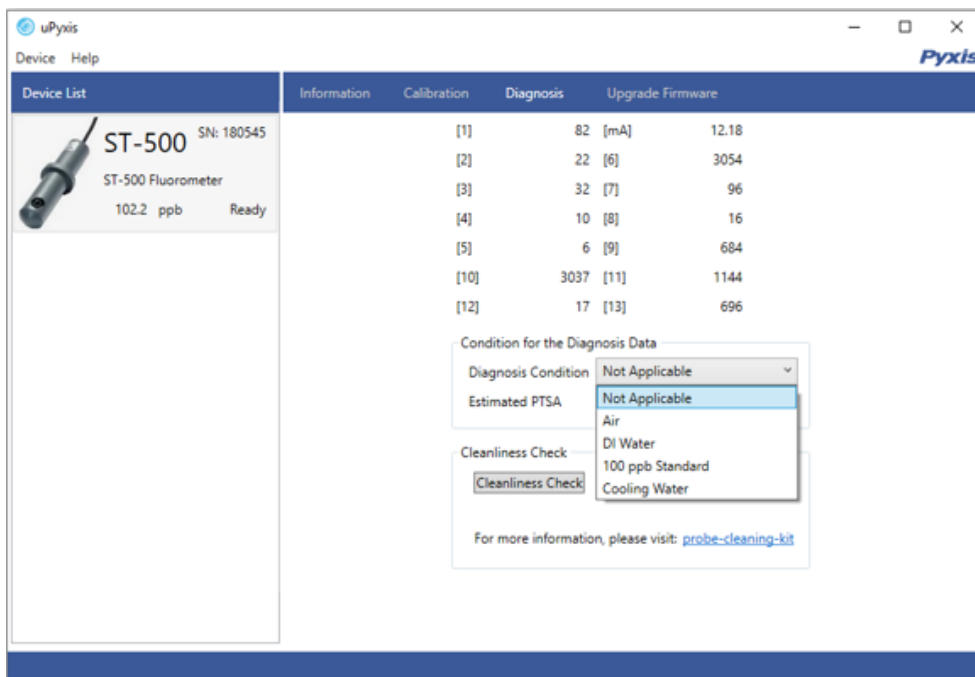 uPyxis
Device Help
Pyxis
Device List
Information Calibration Diagnosis Upgrade Firmware
ST-500 SN: 180545
ST-500 Fluorometer
102.2 ppb Ready
[1] 82 [mA] 12.18
[2] 22 [6] 3054
[3] 32 [7] 96
[4] 10 [8] 16
[5] 6 [9] 684
[10] 3037 [11] 1144
[12] 17 [13] 696
Condition for the Diagnosis Data
Diagnosis Condition Not Applicable
Estimated PTSA
Not Applicable
Air
DI Water
100 ppb Standard
Cooling Water
Cleanliness Check
Cleanliness Check
For more information, please visit: probe-cleaning-kit